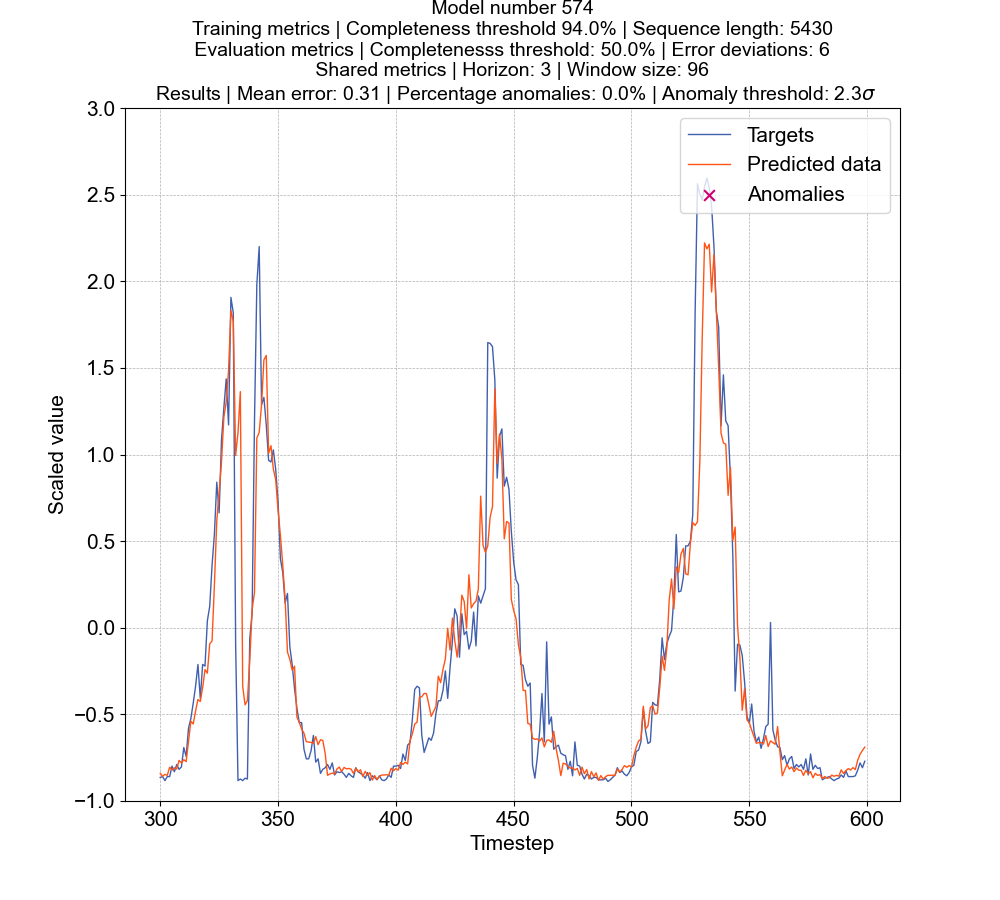 Model number 574
Training metrics | Completeness threshold 94.0% | Sequence length: 5430
Evaluation metrics | Completenesss threshold: 50.0% | Error deviations: 6
Shared metrics | Horizon: 3 | Window size: 96
Results | Mean error: 0.31 | Percentage anomalies: 0.0% | Anomaly threshold: 2.3σ
Targets
Predicted data
Anomalies
3.0
2.5
2.0
1.5
1.0
0.5
0.0
−0.5
−1.0
Scaled value
300
350
400
450
500
550
600
Timestep